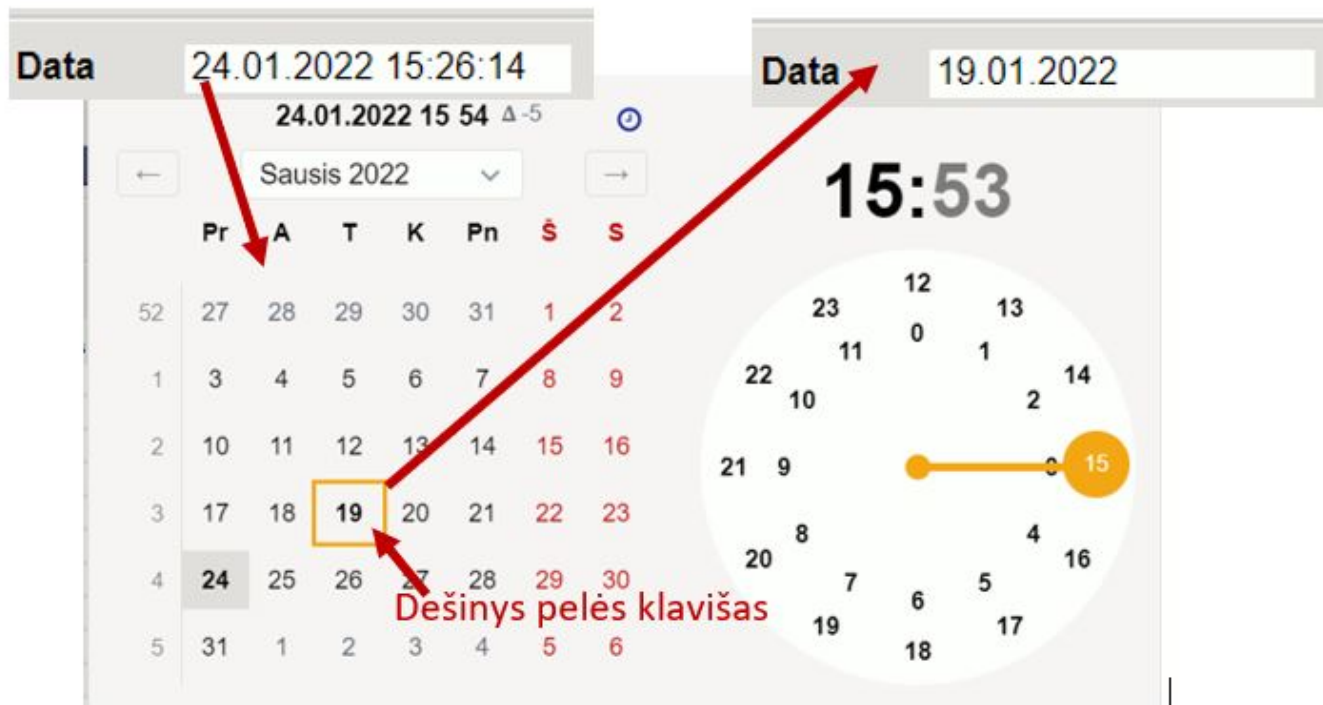 Data 24.01.2022 15:26:14
Data 19.01.2022
24.01.2022 15 54 Δ -5
← Sausis 2022 →
15:53
Pr A T K Pn Š S
52 27 28 29 30 31 1 2
1 3 4 5 6 7 8 9
2 10 11 12 13 14 15 16
3 17 18 19 20 21 22 23
4 24 25 26 27 28 29 30
5 31 1 2 3 4 5 6
Dešinys pelės klavišas
12
23 13
0
11 1
22 14
10 2
21 9 15
8 4
20 16
7 5
6
19 17
18